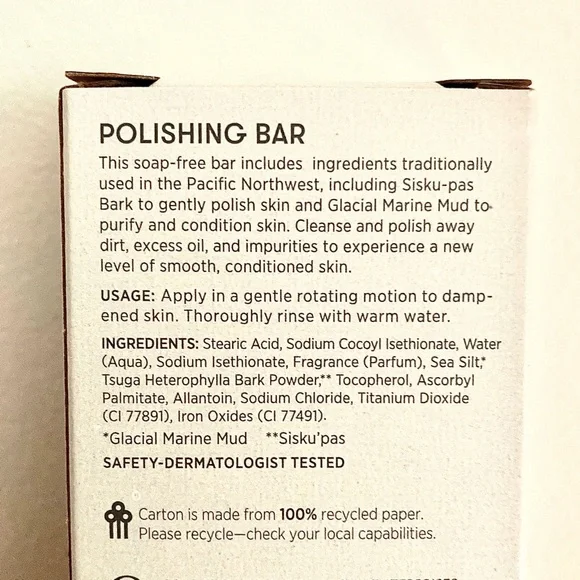 POLISHING BAR
This soap-free bar includes ingredients traditionally
used in the Pacific Northwest, including Sisku-pas
Bark to gently polish skin and Glacial Marine Mud to
purify and condition skin. Cleanse and polish away
dirt, excess oil, and impurities to experience a new
level of smooth, conditioned skin.
USAGE: Apply in a gentle rotating motion to damp-
ened skin. Thoroughly rinse with warm water.
INGREDIENTS: Stearic Acid, Sodium Cocoyl Isethionate, Water
(Aqua), Sodium Isethionate, Fragrance (Parfum), Sea Silt,*
Tsuga Heterophylla Bark Powder,** Tocopherol, Ascorbyl
Palmitate, Allantoin, Sodium Chloride, Titanium Dioxide
(CI 77891), Iron Oxides (CI 77491).
*Glacial Marine Mud **Sisku'pas
SAFETY-DERMATOLOGIST TESTED
Carton is made from 100% recycled paper.
Please recycle—check your local capabilities.